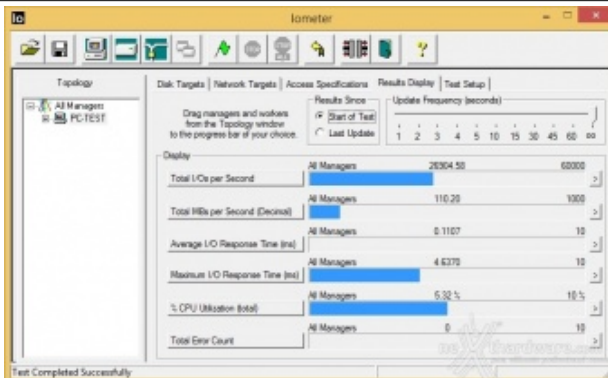 Io
Iometer
Topology
All Managers
PC-TEST
Disk Targets
Network Targets
Access Specifications
Results Display
Test Setup
Drag managers and workers
from the Topology window
to the progress bar of your choice.
Results Since
Start of Test
Last Update
Update Frequency (seconds)
1 2 3 4 5 10 15 30 45 60 ∞
Display
All Managers 60000
Total I/Os per Second
All Managers 110.20 1000
Total MBs per Second (Decimal)
All Managers 0.1107 10
Average I/O Response Time (ms)
All Managers 4.6370 10
Maximum I/O Response Time (ms)
All Managers 5.32 % 10 %
% CPU Utilization (total)
All Managers 0 10
Total Error Count
Test Completed Successfully